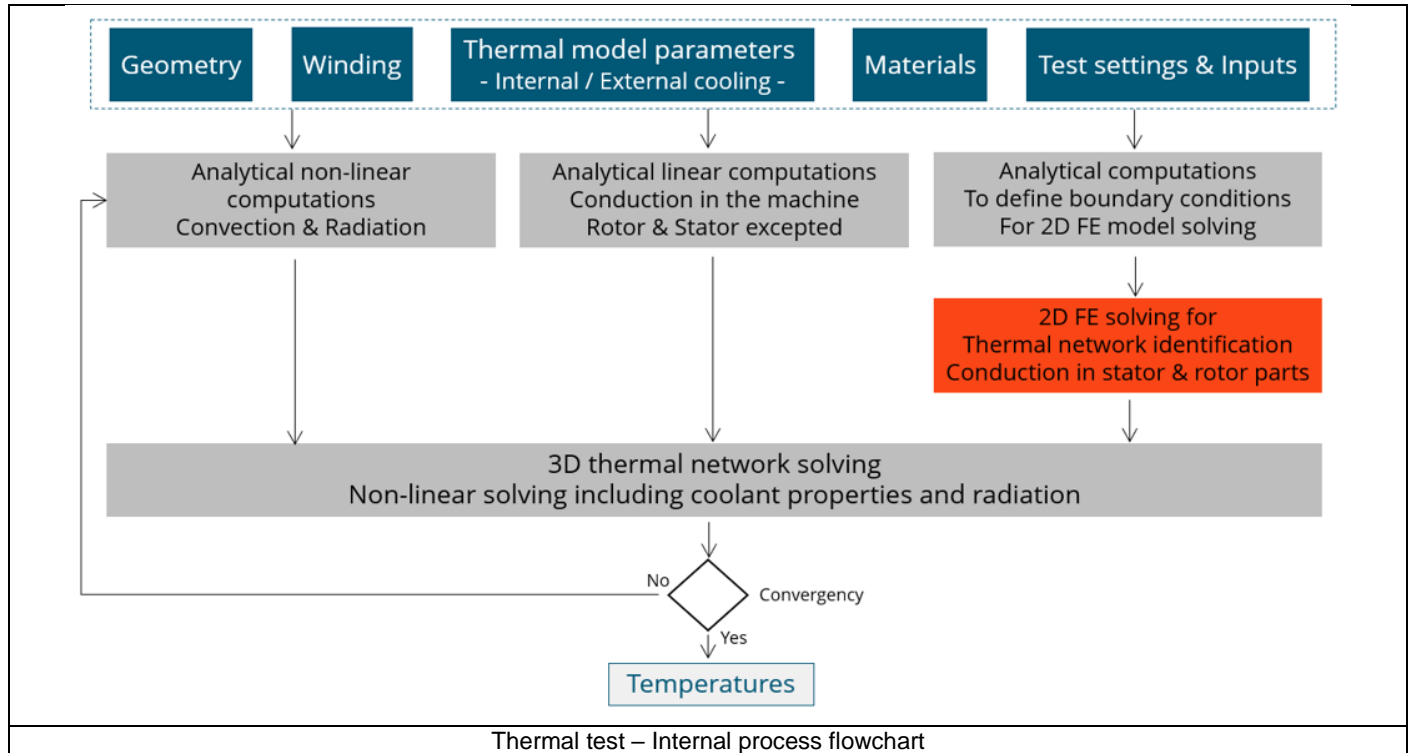 Geometry
Winding
Thermal model parameters
- Internal / External cooling -
Materials
Test settings & Inputs
Analytical non-linear
computations
Convection & Radiation
Analytical linear computations
Conduction in the machine
Rotor & Stator excepted
Analytical computations
To define boundary conditions
For 2D FE model solving
2D FE solving for
Thermal network identification
Conduction in stator & rotor parts
3D thermal network solving
Non-linear solving including coolant properties and radiation
No
Convergency
Yes
Temperatures
Thermal test – Internal process flowchart